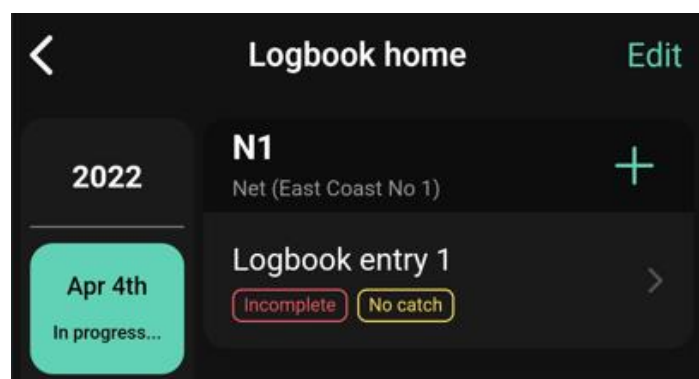 Logbook home
Edit
2022
Apr 4th
In progress...
N1
Net (East Coast No 1)
Logbook entry 1
Incomplete
No catch